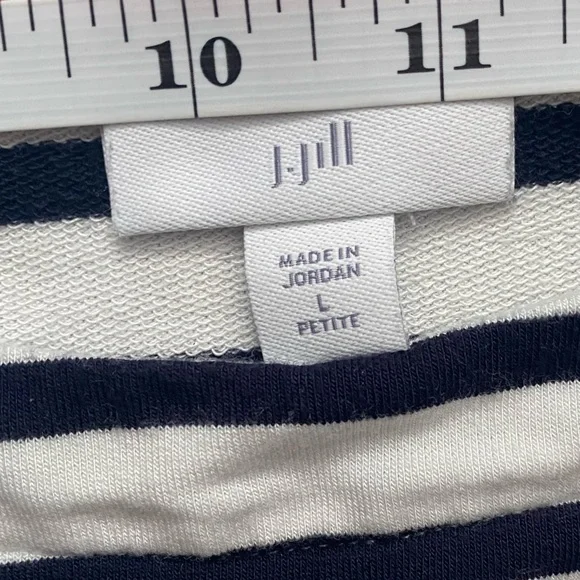 10 11
J.Jill
MADE IN
JORDAN
L
PETITE